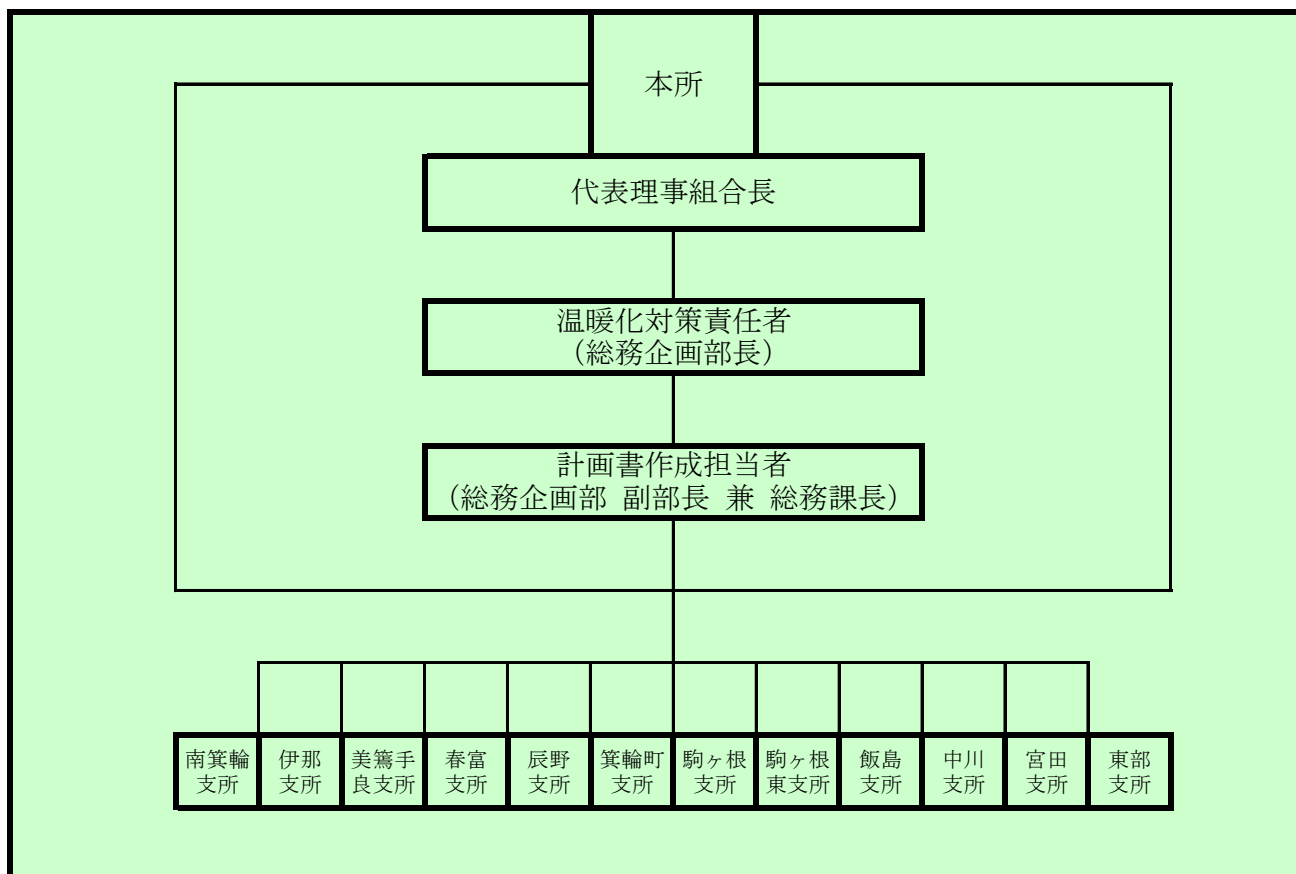 本所
代表理事組合長
温暖化対策責任者
（総務企画部長）
計画書作成担当者
（総務企画部 副部長 兼 総務課長）
南箕輪
支所
伊那
支所
美篶手
良支所
春富
支所
辰野
支所
箕輪町
支所
駒ヶ根
支所
駒ヶ根
東支所
飯島
支所
中川
支所
宮田
支所
東部
支所